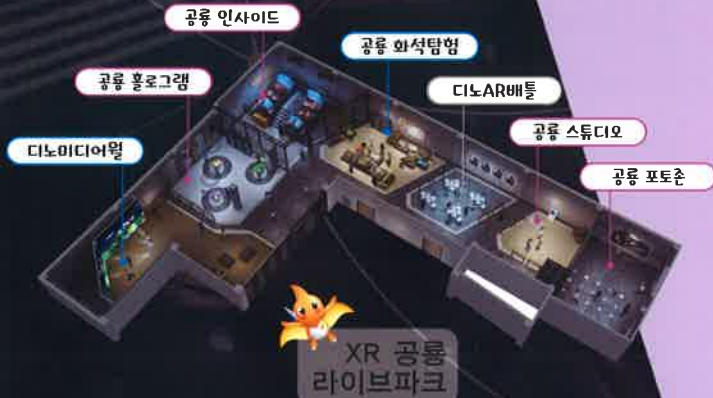 공룡 인사이드
공룡 화석탐험
공룡 홀로그램
디노AR배틀
공룡 스튜디오
디노미디어월
공룡 포토존
XR 공룡
라이브파크